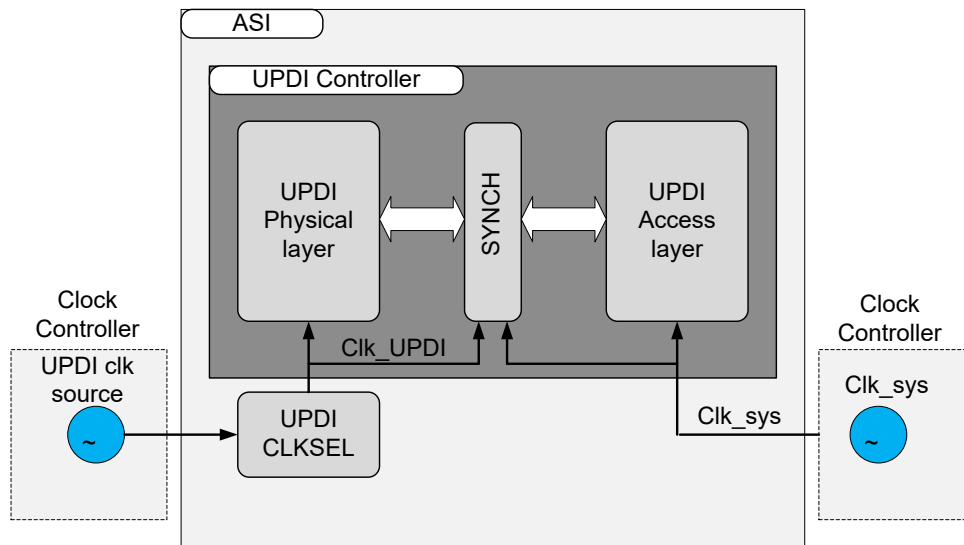 ASI
UPDI Controller
UPDI
Physical
layer
SYNCH
UPDI
Access
layer
Clock
Controller
UPDI clk
source
~
Clk_UPDI
UPDI
CLKSEL
Clk_sys
Clock
Controller
Clk_sys
~